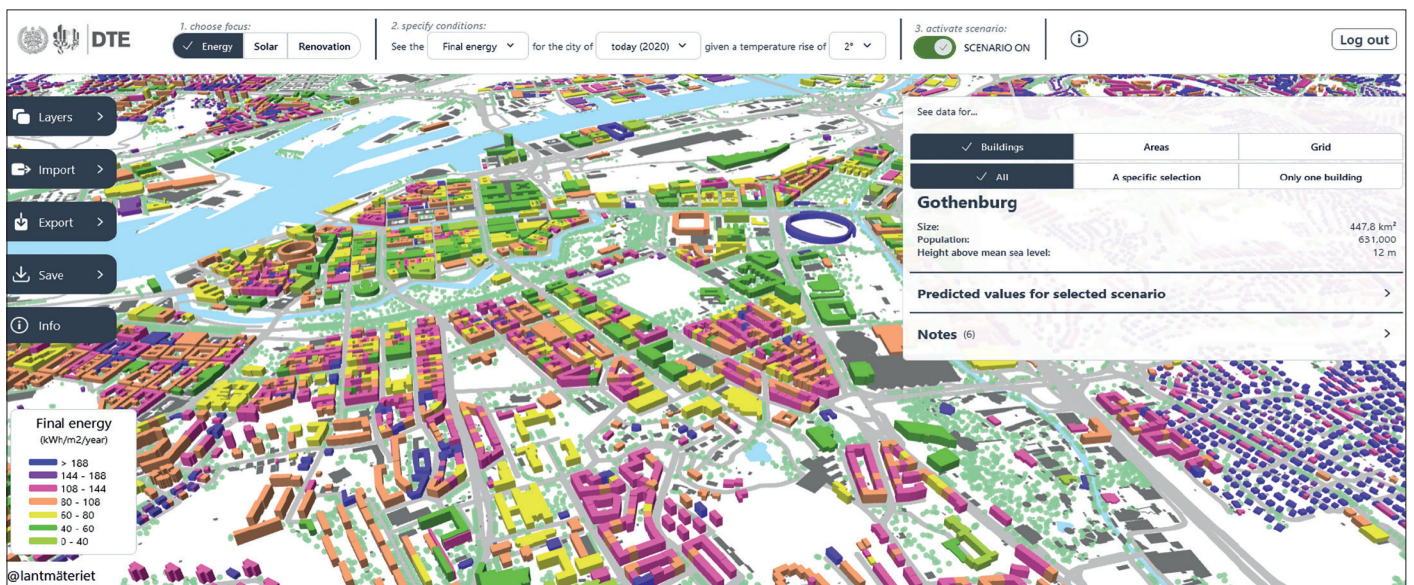 DTE
1. choose focus:
Energy Solar Renovation
2. specify conditions:
See the Final energy for the city of today (2020) given a temperature rise of 2°
3. activate scenario:
SCENARIO ON
Log out
Layers
Import
Export
Save
Info
See data for...
Buildings Areas Grid
All A specific selection Only one building
Gothenburg
Size: 447,8 km²
Population: 631,000
Height above mean sea level: 12 m
Predicted values for selected scenario
Notes (6)
Final energy
(kWh/m2/year)
> 188
144 - 188
108 - 144
80 - 108
60 - 80
40 - 60
0 - 40
@lantmäteriet